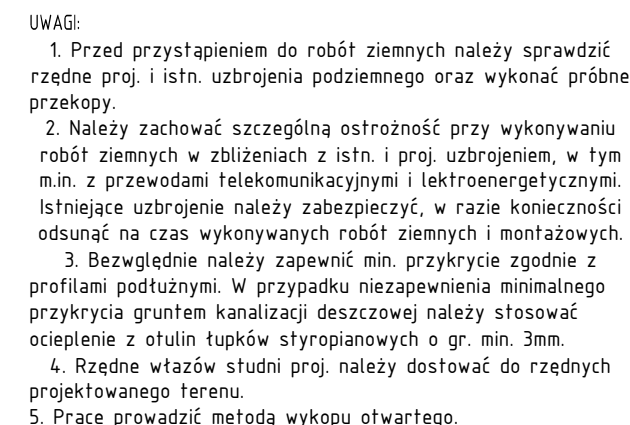 UWAGI:
1. Przed przystąpieniem do robót ziemnych należy sprawdzić
rzędne proj. i istn. uzbrojenia podziemnego oraz wykonać próbne
przekopy.
2. Należy zachować szczególną ostrożność przy wykonywaniu
robót ziemnych w zbliżeniach z istn. i proj. uzbrojeniem, w tym
m.in. z przewodami telekomunikacyjnymi i lektroenergetycznymi.
Istniejące uzbrojenie należy zabezpieczyć, w razie konieczności
odsunąć na czas wykonywanych robót ziemnych i montażowych.
3. Bezwględnie należy zapewnić min. przykrycie zgodnie z
profilami podłużnymi. W przypadku niezapewnienia minimalnego
przykrycia gruntem kanalizacji deszczowej należy stosować
ocieplenie z otulin łupków styropianowych o gr. min. 3mm.
4. Rzędne włazów studni proj. należy dostować do rzędnych
projektowanego terenu.
5. Prace prowadzić metodą wykopu otwartego.